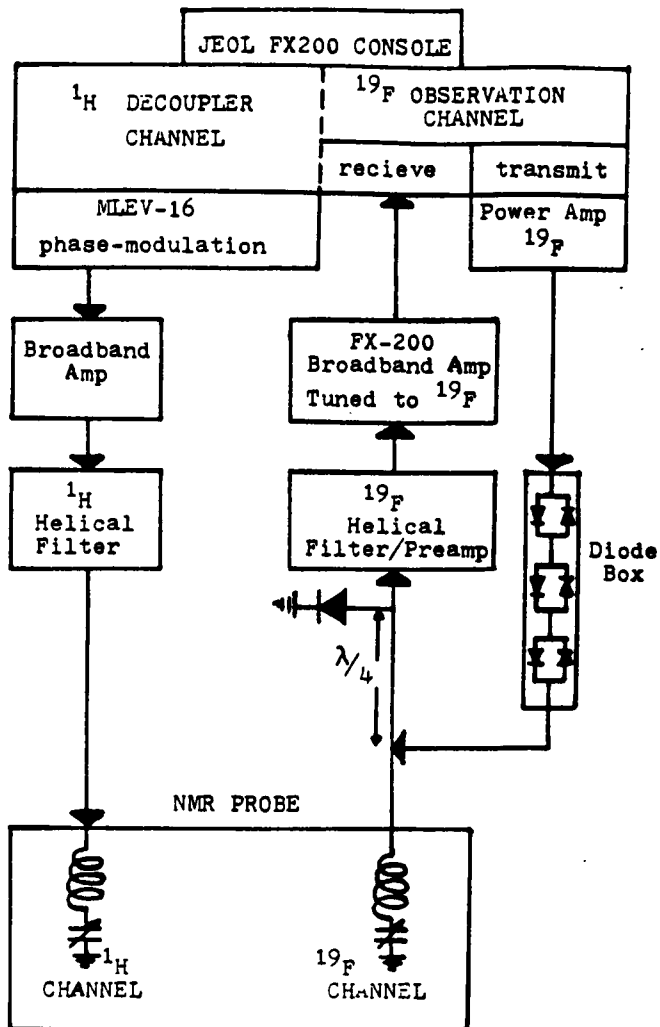 JEOL FX200 CONSOLE
¹H DECOUPLER
CHANNEL
¹⁹F OBSERVATION
CHANNEL
recieve
transmit
MLEV-16
phase-modulation
Power Amp
¹⁹F
Broadband
Amp
FX-200
Broadband Amp
Tuned to ¹⁹F
¹H
Helical
Filter
¹⁹F
Helical
Filter/Preamp
Diode
Box
λ/4
NMR PROBE
¹H
CHANNEL
¹⁹F
CHANNEL